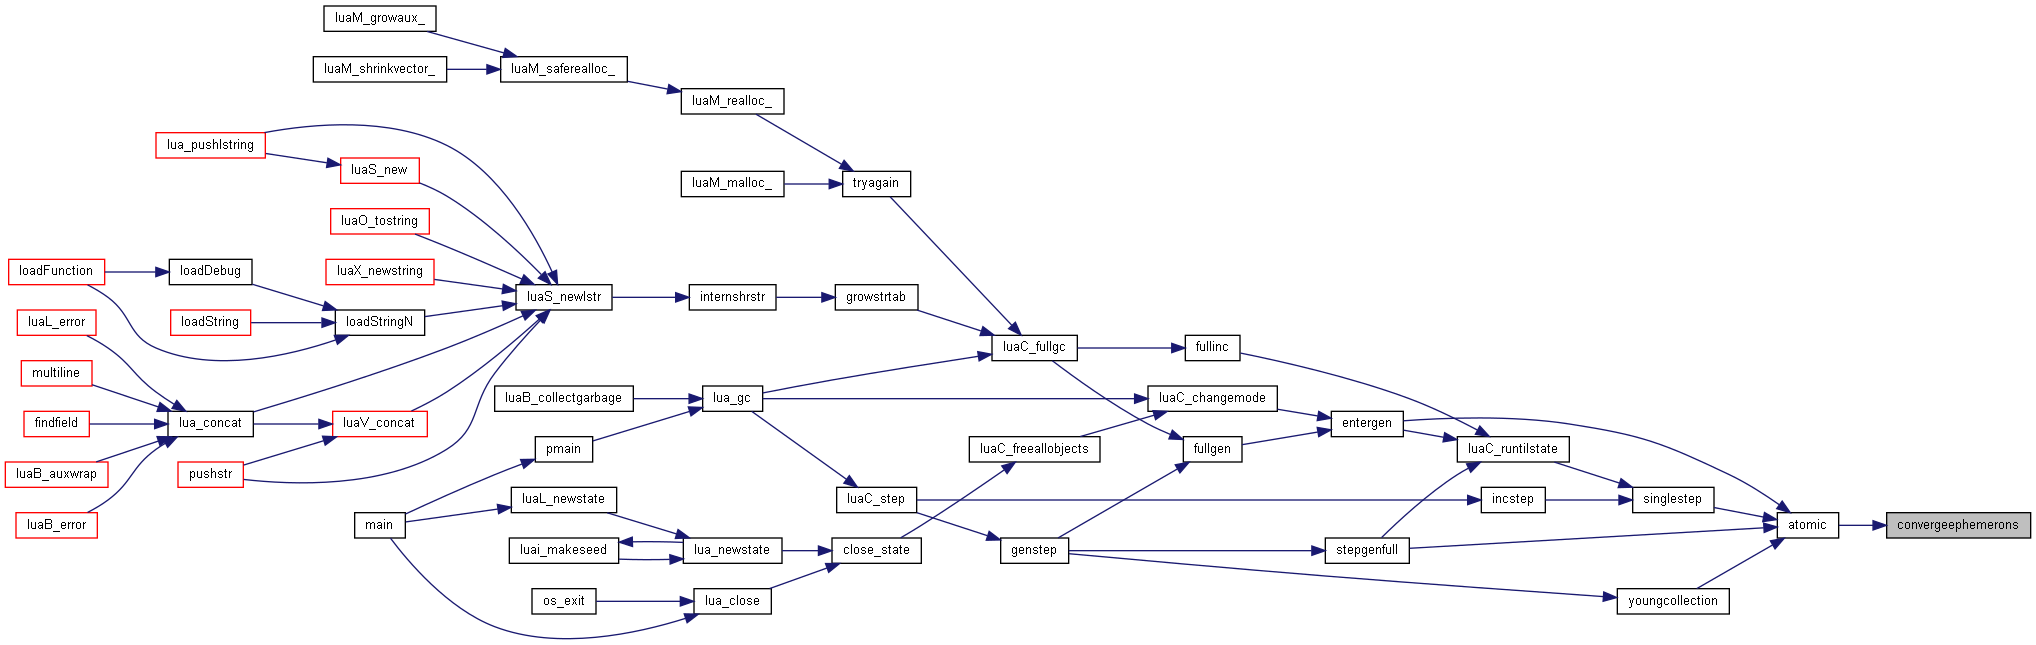 luaM_growaux_
luaM_shrinkvector_
luaM_saferealloc_
luaM_realloc_
lua_pushlstring
luaS_new
luaM_malloc_
tryagain
luaO_tostring
loadFunction
loadDebug
luaX_newstring
luaS_newlstr
internshrstr
growstrtab
luaL_error
loadString
loadStringN
luaC_fullgc
fullinc
multiline
luaB_collectgarbage
lua_gc
luaC_changemode
findfield
lua_concat
luaV_concat
entergen
pmain
luaC_freeallobjects
fullgen
luaC_runtilstate
luaB_auxwrap
pushstr
luaL_newstate
luaC_step
incstep
singlestep
luaB_error
main
atomic
convergeephemerons
luai_makeseed
lua_newstate
close_state
genstep
stepgenfull
os_exit
lua_close
youngcollection